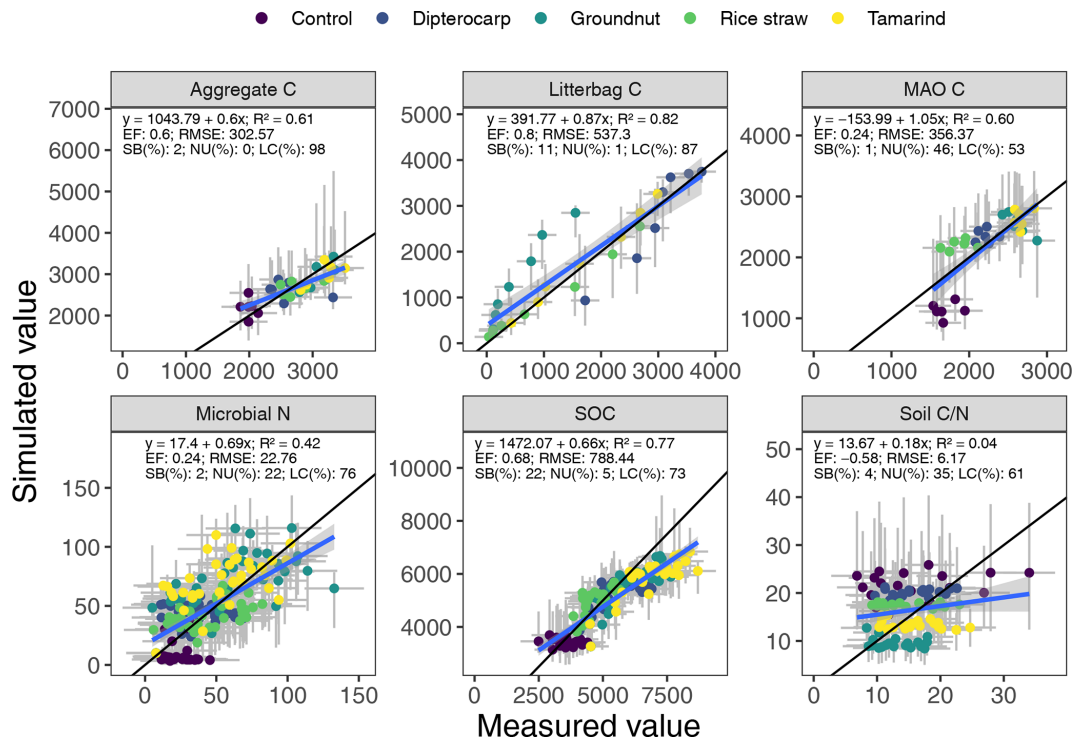 Control Dipterocarp Groundnut Rice straw Tamarind
Aggregate C
y = 1043.79 + 0.6x; R² = 0.61
EF: 0.6; RMSE: 302.57
SB(%): 2; NU(%): 0; LC(%): 98
7000
6000
5000
4000
3000
2000
0 1000 2000 3000
Litterbag C
y = 391.77 + 0.87x; R² = 0.82
EF: 0.8; RMSE: 537.3
SB(%): 11; NU(%): 1; LC(%): 87
5000
4000
3000
2000
1000
0
0 1000 2000 3000 4000
MAO C
y = −153.99 + 1.05x; R² = 0.60
EF: 0.24; RMSE: 356.37
SB(%): 1; NU(%): 46; LC(%): 53
4000
3000
2000
1000
0 1000 2000 3000
Simulated value
Microbial N
y = 17.4 + 0.69x; R² = 0.42
EF: 0.24; RMSE: 22.76
SB(%): 2; NU(%): 22; LC(%): 76
150
100
50
0
0 50 100 150
SOC
y = 1472.07 + 0.66x; R² = 0.77
EF: 0.68; RMSE: 788.44
SB(%): 22; NU(%): 5; LC(%): 73
10000
8000
6000
4000
0 2500 5000 7500
Soil C/N
y = 13.67 + 0.18x; R² = 0.04
EF: −0.58; RMSE: 6.17
SB(%): 4; NU(%): 35; LC(%): 61
50
40
30
20
10
0 10 20 30
Measured value